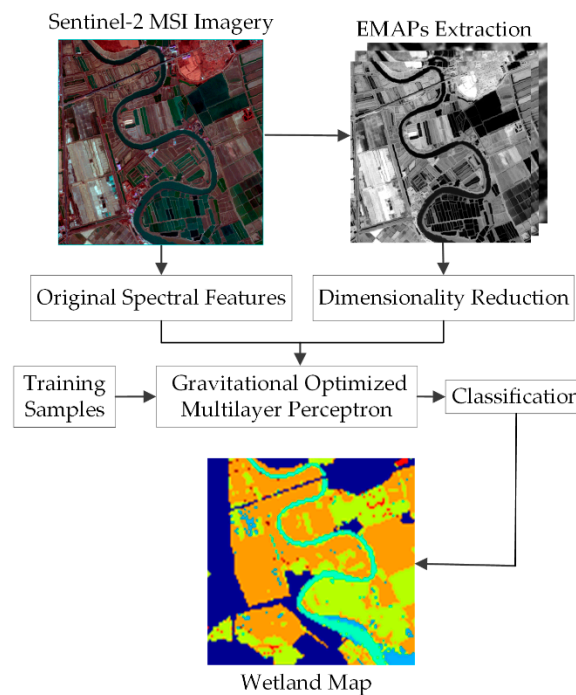 Sentinel-2 MSI Imagery
EMAPs Extraction
Original Spectral Features
Dimensionality Reduction
Training
Samples
Gravitational Optimized
Multilayer Perceptron
Classification
Wetland Map